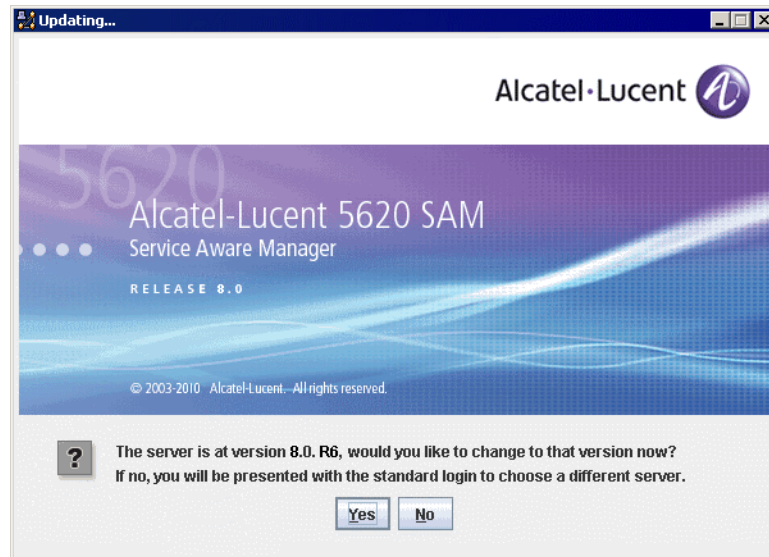 Updating...
Alcatel·Lucent
5620
Alcatel-Lucent 5620 SAM
Service Aware Manager
RELEASE 8.0
© 2003-2010 Alcatel-Lucent. All rights reserved.
?
The server is at version 8.0. R6, would you like to change to that version now?
If no, you will be presented with the standard login to choose a different server.
Yes No